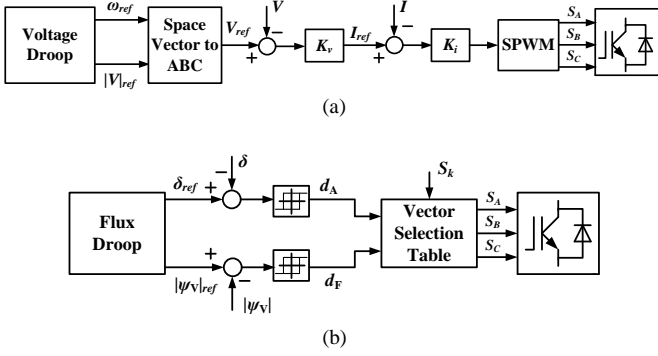 ω_ref
Voltage
Droop
|V|_ref
Space
Vector to
ABC
V_ref
V
−
+
K_v
I_ref
I
−
+
K_i
SPWM
S_A
S_B
S_C
(a)
Flux
Droop
δ_ref
δ
−
+
d_A
|ψ_V|_ref
+
−
|ψ_V|
d_F
S_k
Vector
Selection
Table
S_A
S_B
S_C
(b)